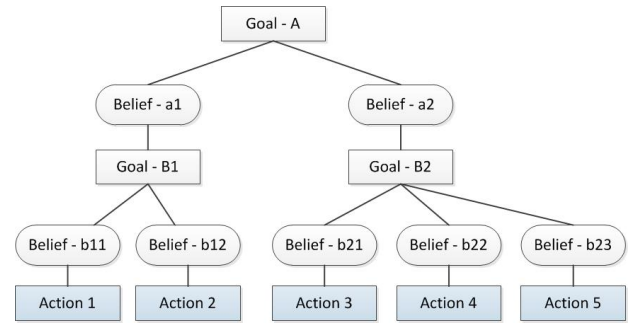 Goal - A
Belief - a1
Belief - a2
Goal - B1
Goal - B2
Belief - b11
Belief - b12
Belief - b21
Belief - b22
Belief - b23
Action 1
Action 2
Action 3
Action 4
Action 5